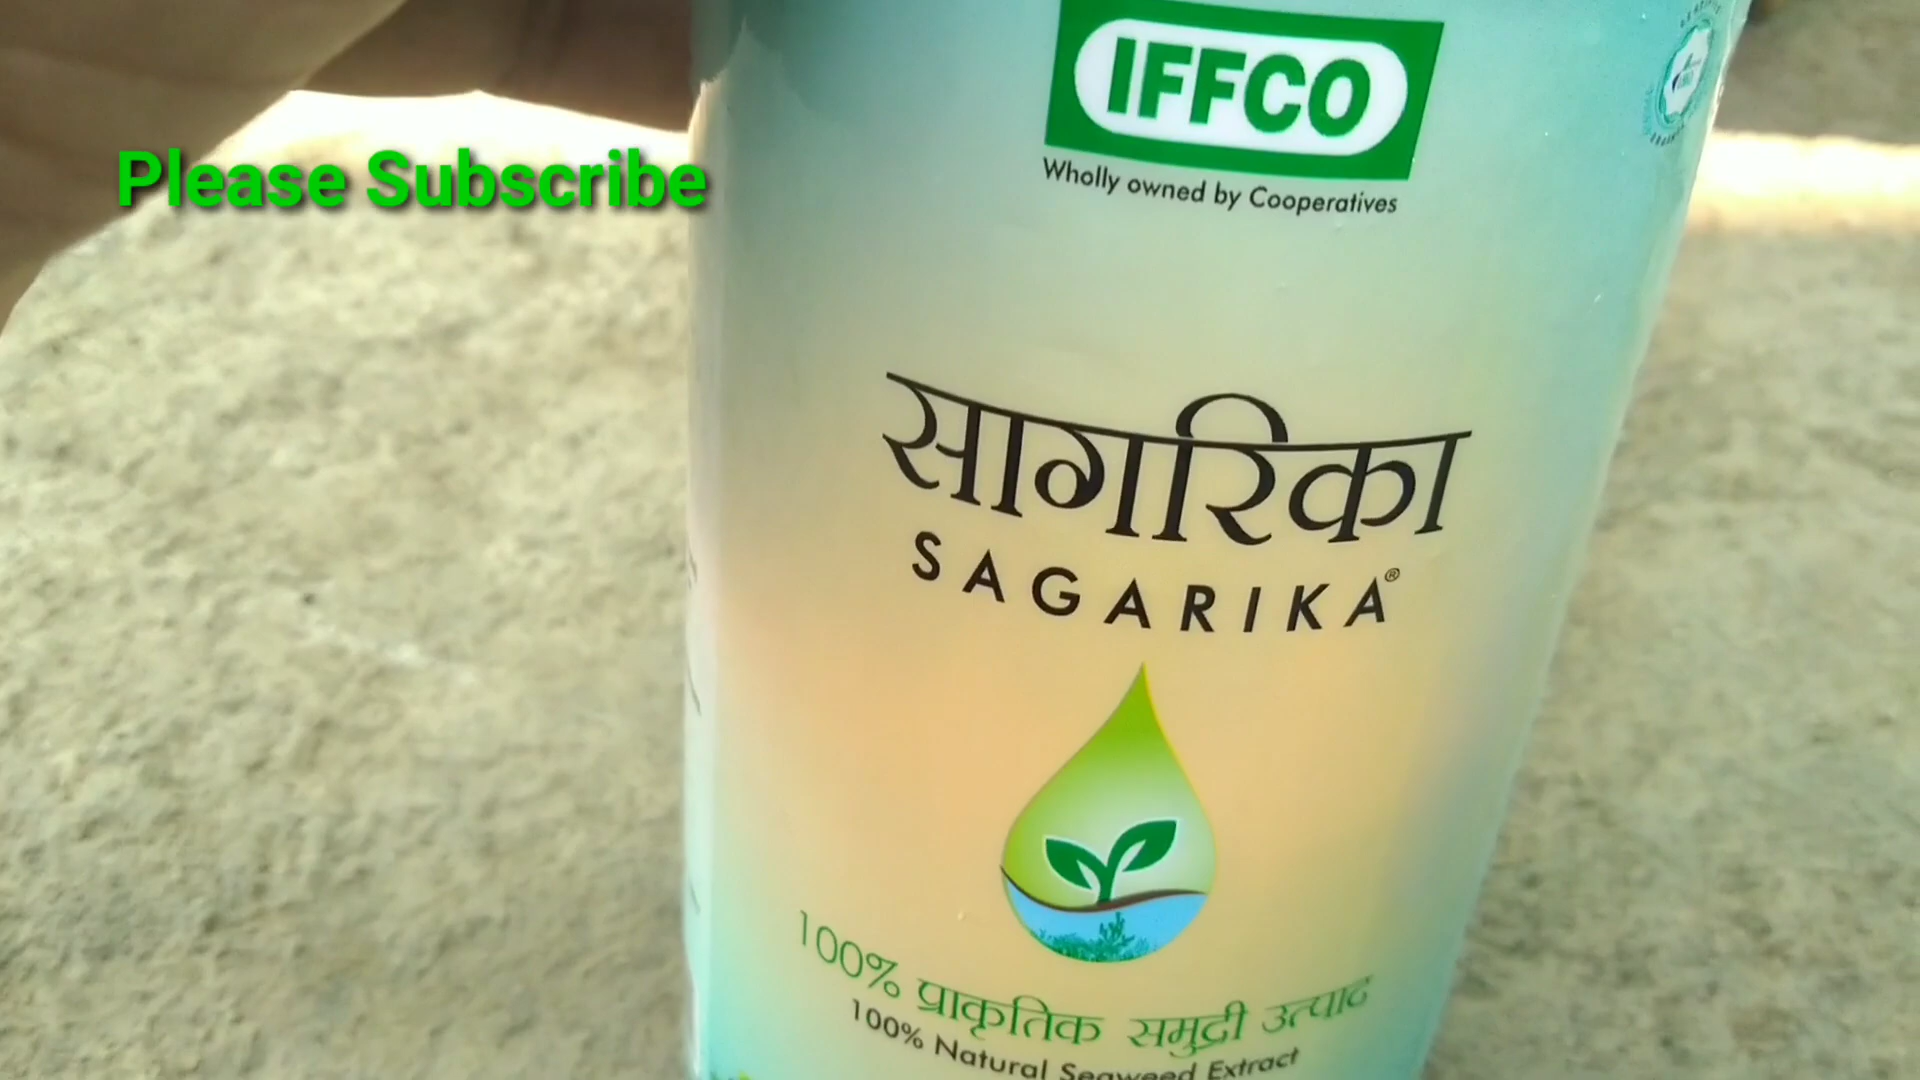 Please Subscribe
IFFCO
Wholly owned by Cooperatives
सागरिका
SAGARIKA®
100% प्राकृतिक समुद्री उत्पाद
100% Natural Seaweed Extract